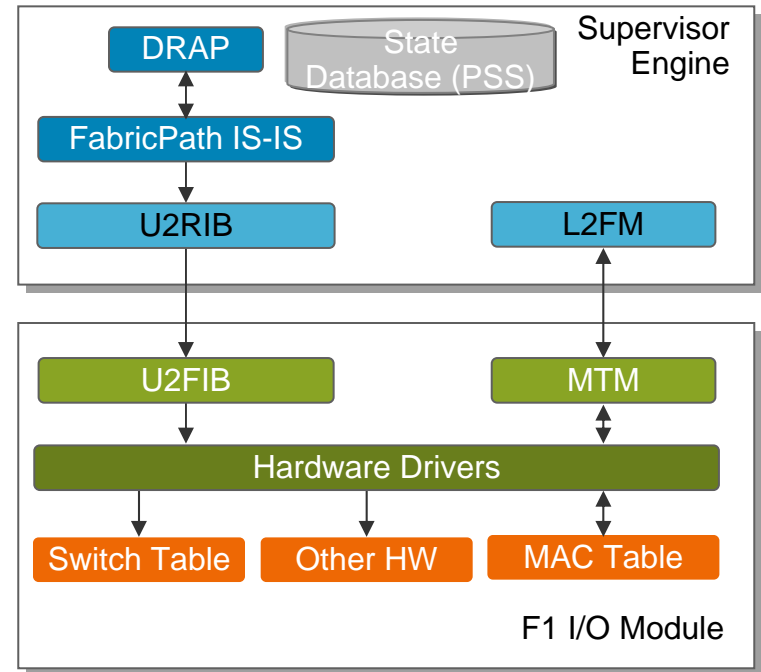 DRAP
State
Database (PSS)
Supervisor
Engine
FabricPath IS-IS
U2RIB
L2FM
U2FIB
MTM
Hardware Drivers
Switch Table
Other HW
MAC Table
F1 I/O Module